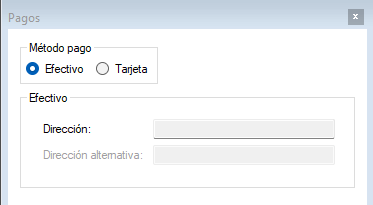 Pagos x
Método pago
Efectivo Tarjeta
Efectivo
Dirección:
Dirección alternativa: